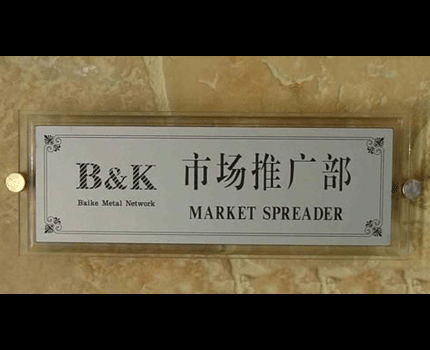 B&K
Baike Metal Network
市场推广部
MARKET SPREADER